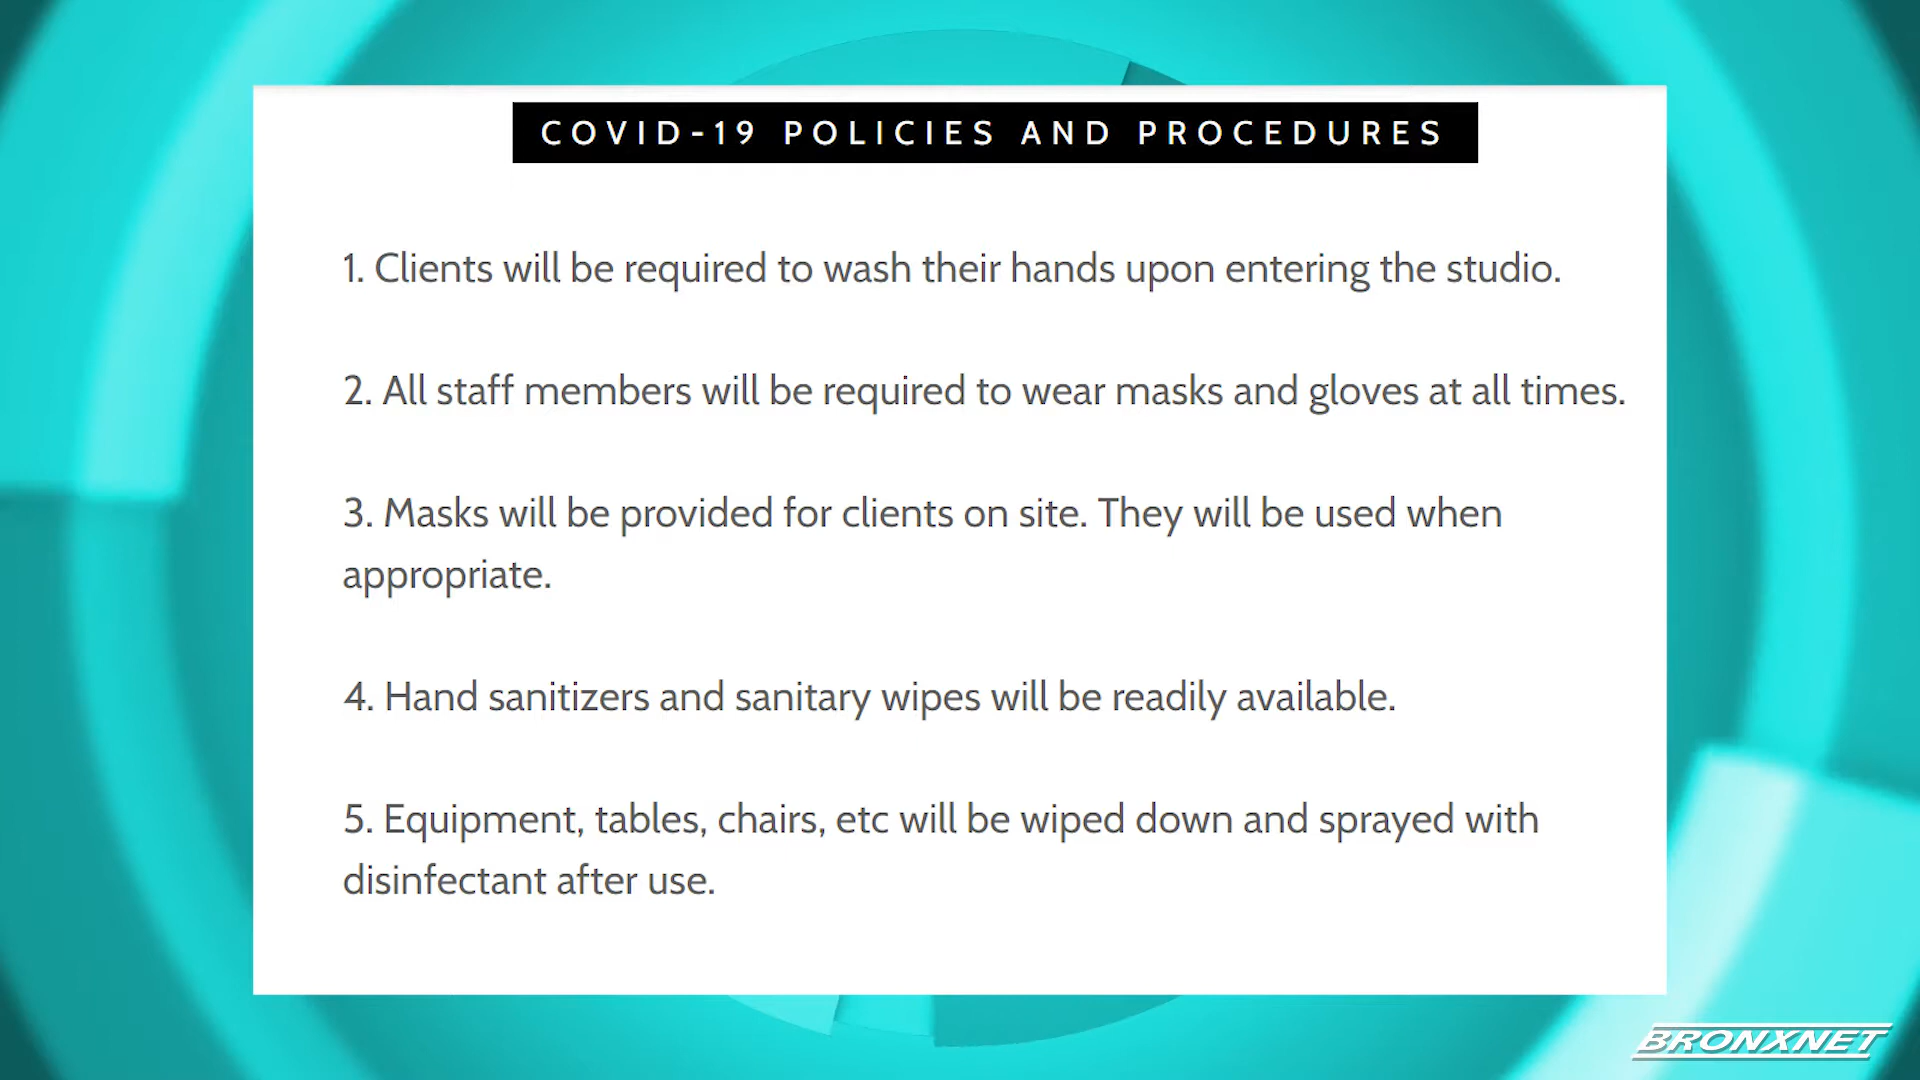 COVID-19 POLICIES AND PROCEDURES
1. Clients will be required to wash their hands upon entering the studio.
2. All staff members will be required to wear masks and gloves at all times.
3. Masks will be provided for clients on site. They will be used when
appropriate.
4. Hand sanitizers and sanitary wipes will be readily available.
5. Equipment, tables, chairs, etc will be wiped down and sprayed with
disinfectant after use.
BRONXNET